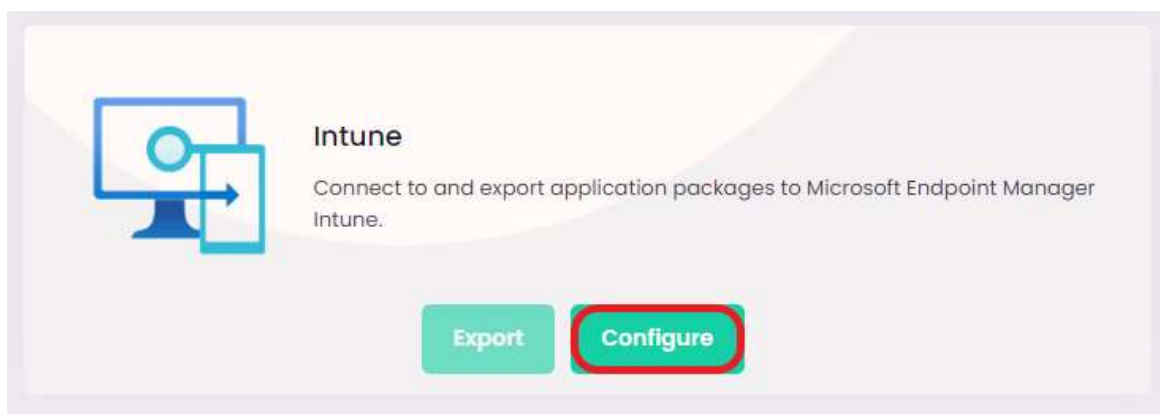 Intune
Connect to and export application packages to Microsoft Endpoint Manager
Intune.
Export
Configure